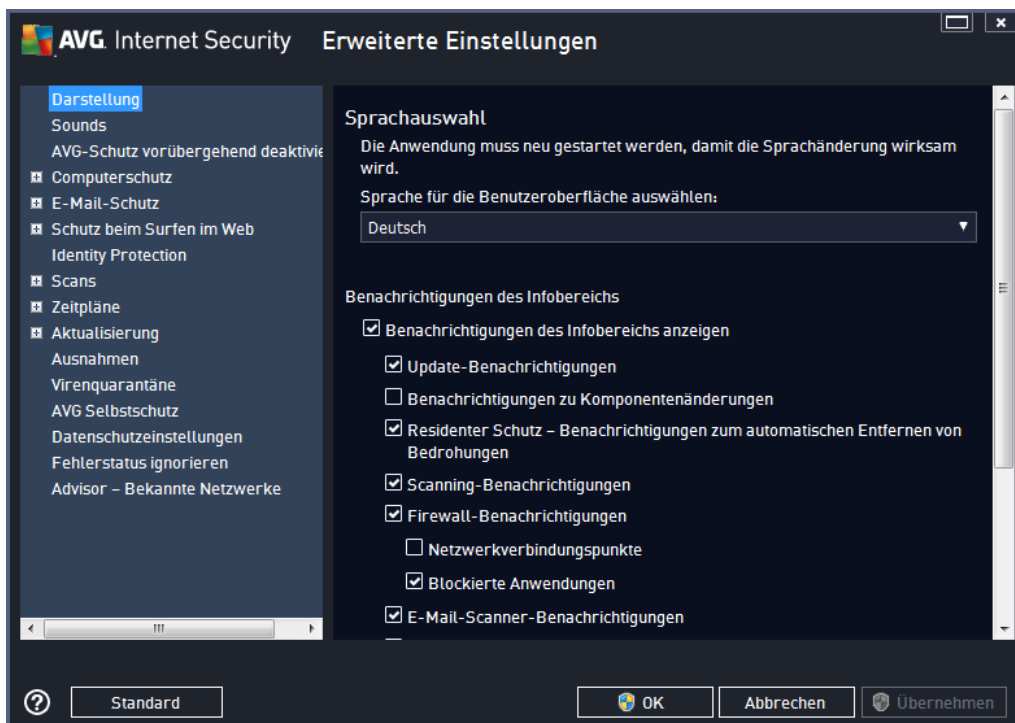 AVG. Internet Security Erweiterte Einstellungen
Darstellung
Sounds
AVG-Schutz vorübergehend deaktivie
Computerschutz
E-Mail-Schutz
Schutz beim Surfen im Web
Identity Protection
Scans
Zeitpläne
Aktualisierung
Ausnahmen
Virenquarantäne
AVG Selbstschutz
Datenschutzeinstellungen
Fehlerstatus ignorieren
Advisor – Bekannte Netzwerke
Sprachauswahl
Die Anwendung muss neu gestartet werden, damit die Sprachänderung wirksam
wird.
Sprache für die Benutzeroberfläche auswählen:
Deutsch
Benachrichtigungen des Infobereichs
Benachrichtigungen des Infobereichs anzeigen
Update-Benachrichtigungen
Benachrichtigungen zu Komponentenänderungen
Residenter Schutz – Benachrichtigungen zum automatischen Entfernen von
Bedrohungen
Scanning-Benachrichtigungen
Firewall-Benachrichtigungen
Netzwerkverbindungspunkte
Blockierte Anwendungen
E-Mail-Scanner-Benachrichtigungen
? Standard OK Abbrechen Übernehmen